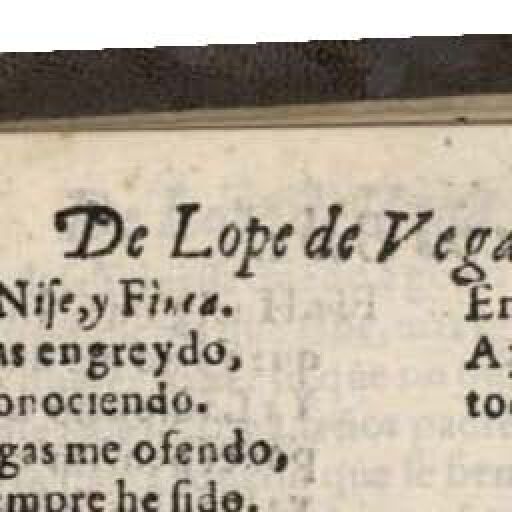 De Lope de Vega
Niſe, y Finea.
as engreydo,
onociendo.
gas me ofendo,
empre he ſido.
En
A
to